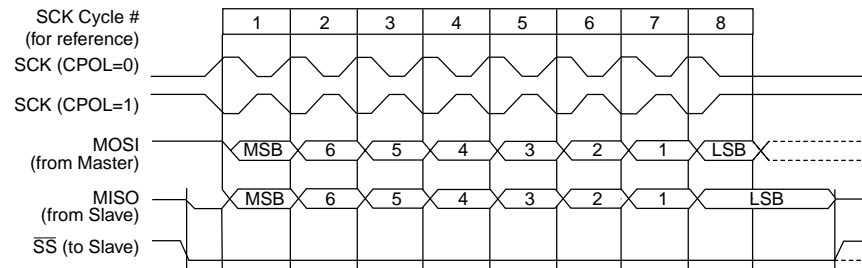 SCK Cycle #
(for reference)
1 2 3 4 5 6 7 8
SCK (CPOL=0)
SCK (CPOL=1)
MOSI
(from Master)
MSB 6 5 4 3 2 1 LSB
MISO
(from Slave)
MSB 6 5 4 3 2 1 LSB
SS (to Slave)